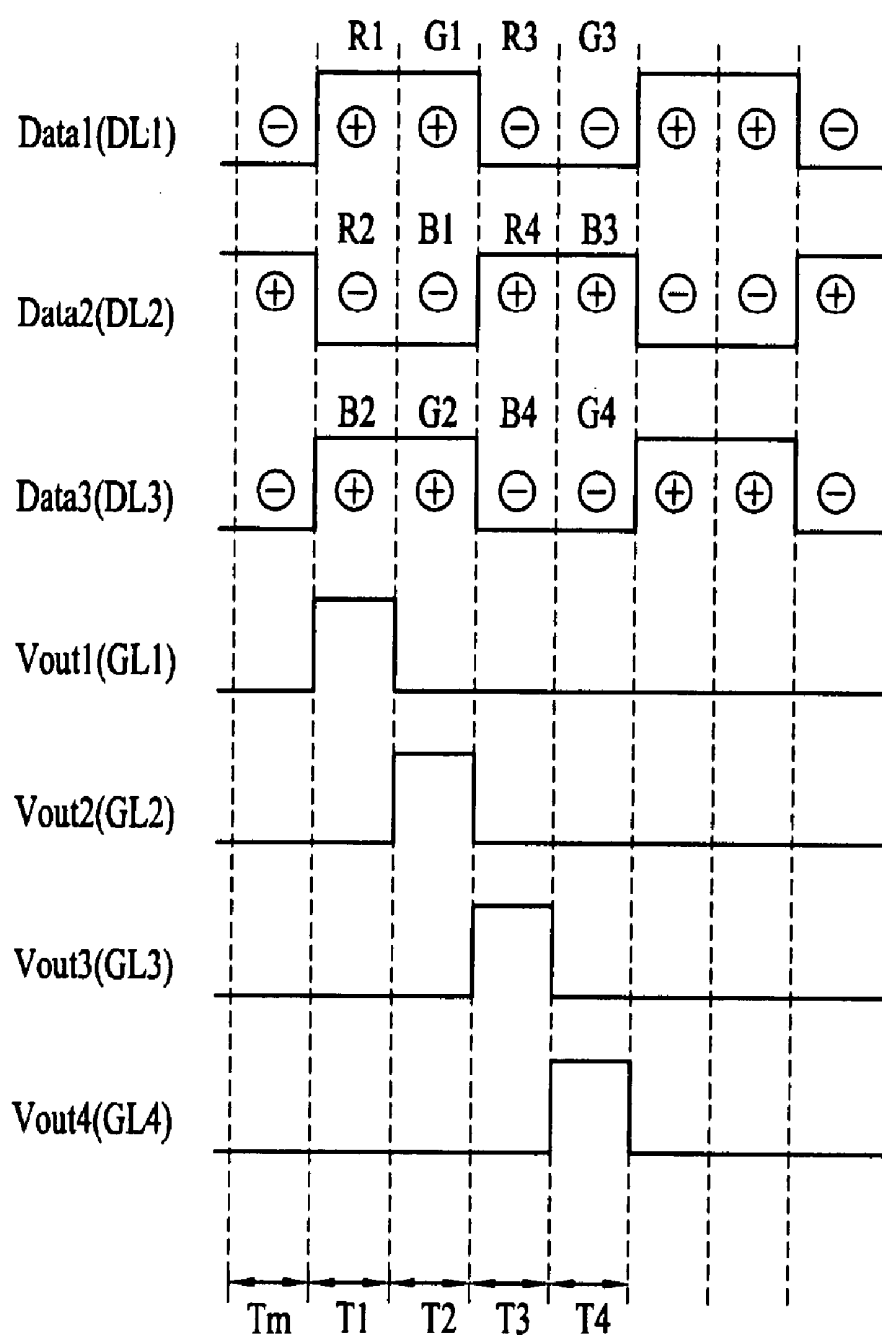 R1 G1 R3 G3
Data1(DL1) ⊖ ⊕ ⊕ ⊖ ⊖ ⊕ ⊕ ⊖
R2 B1 R4 B3
Data2(DL2) ⊕ ⊖ ⊖ ⊕ ⊕ ⊖ ⊖ ⊕
B2 G2 B4 G4
Data3(DL3) ⊖ ⊕ ⊕ ⊖ ⊖ ⊕ ⊕ ⊖
Vout1(GL1)
Vout2(GL2)
Vout3(GL3)
Vout4(GL4)
Tm T1 T2 T3 T4